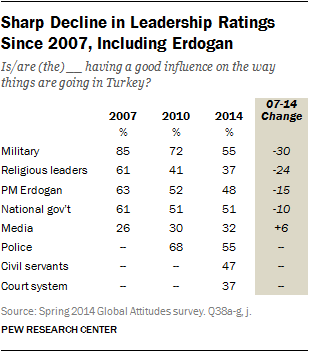 Sharp Decline in Leadership Ratings
Since 2007, Including Erdogan
Is/are (the) __ having a good influence on the way
things are going in Turkey?
2007 2010 2014 07-14 Change
% % %
Military 85 72 55 -30
Religious leaders 61 41 37 -24
PM Erdogan 63 52 48 -15
National gov't 61 51 51 -10
Media 26 30 32 +6
Police -- 68 55 --
Civil servants -- -- 47 --
Court system -- -- 37 --
Source: Spring 2014 Global Attitudes survey. Q38a-g, j.
PEW RESEARCH CENTER